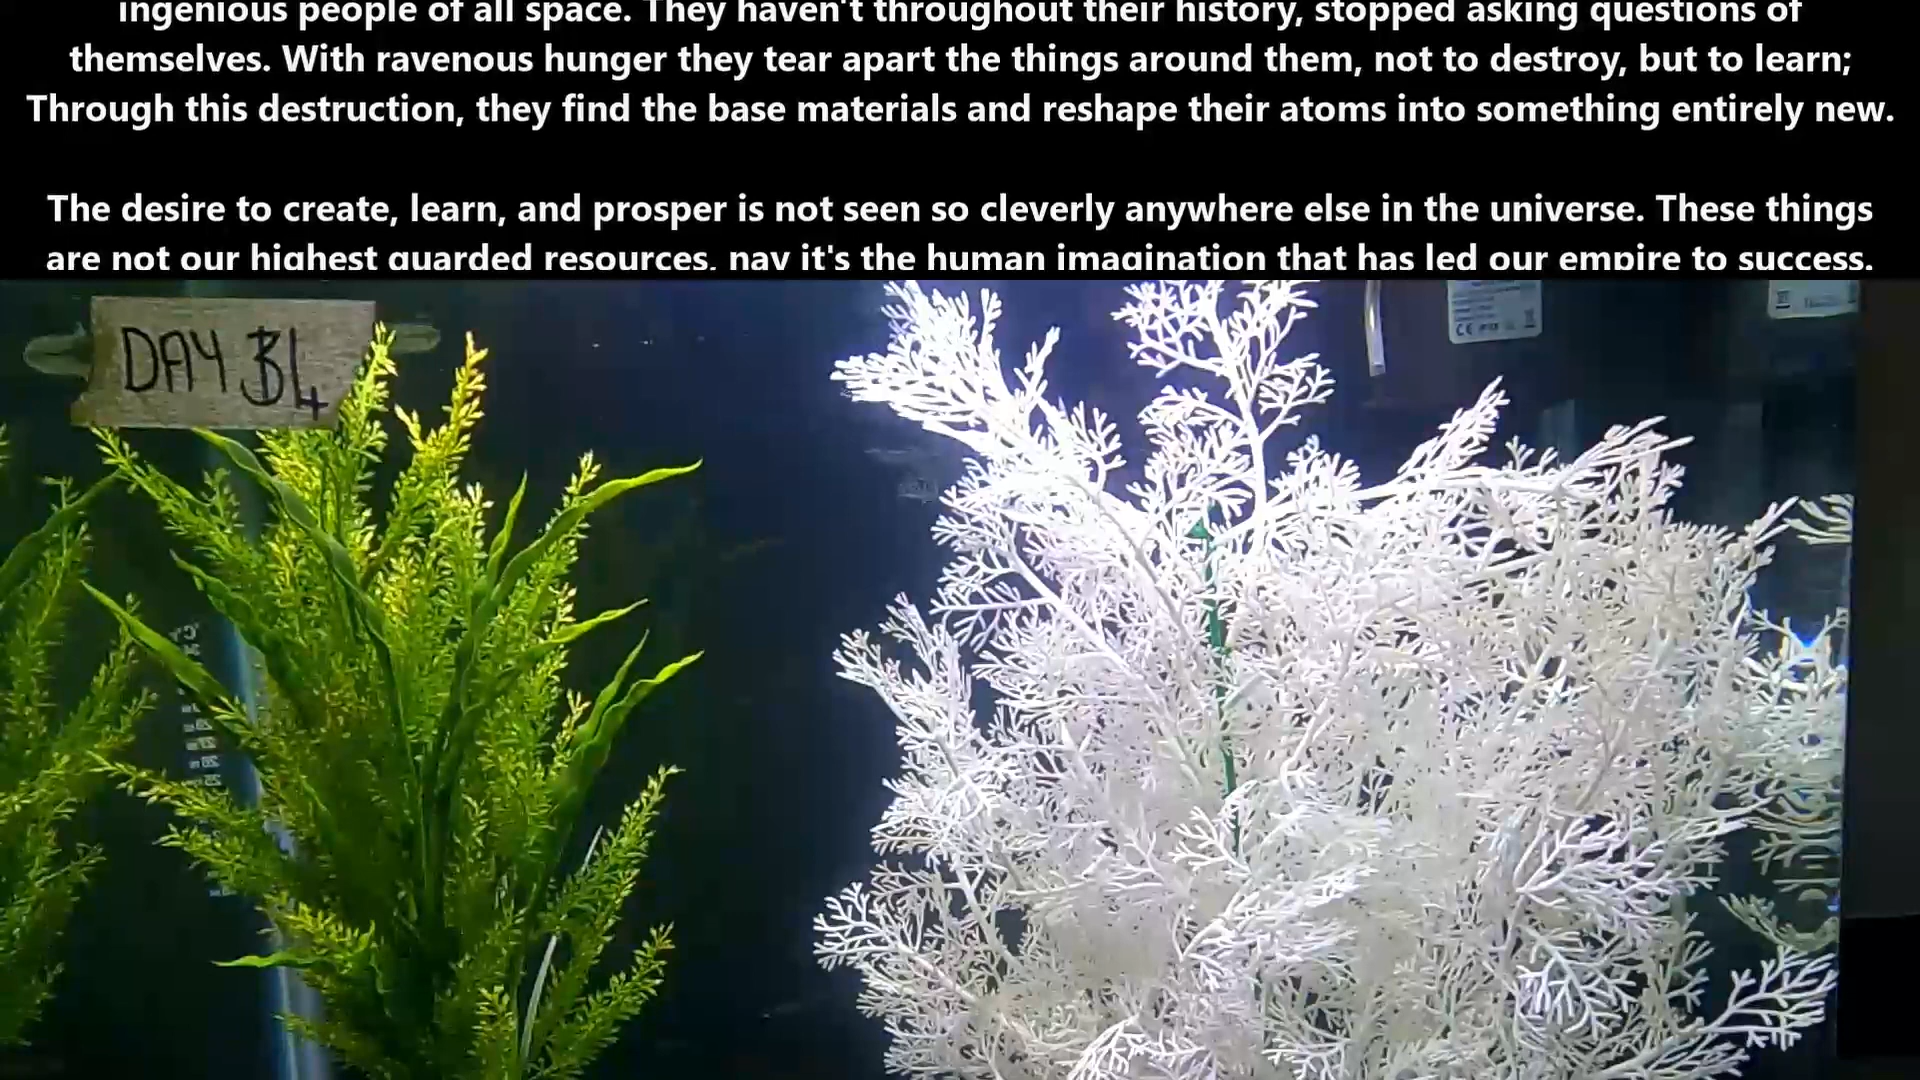 ingenious people of all space. They haven't throughout their history, stopped asking questions of
themselves. With ravenous hunger they tear apart the things around them, not to destroy, but to learn;
Through this destruction, they find the base materials and reshape their atoms into something entirely new.
The desire to create, learn, and prosper is not seen so cleverly anywhere else in the universe. These things
are not our highest guarded resources, nay it's the human imagination that has led our empire to success.
DAY
CE